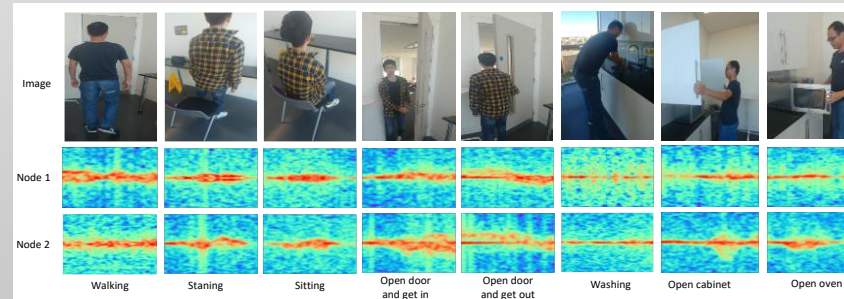 Image
Node 1
Node 2
Walking
Staning
Sitting
Open door
and get in
Open door
and get out
Washing
Open cabinet
Open oven